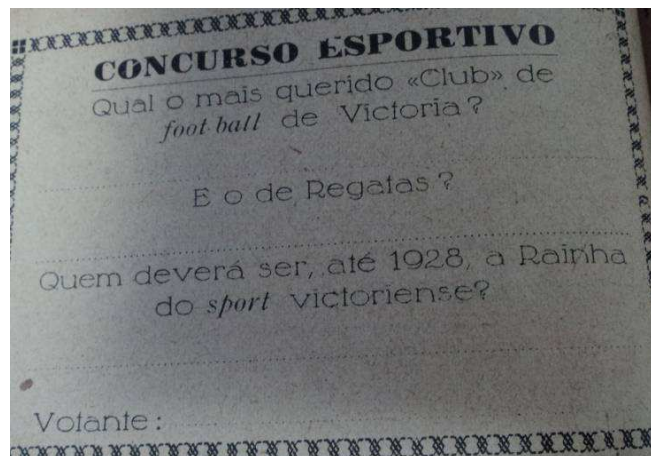 CONCURSO ESPORTIVO
Qual o mais querido «Club» de
foot-ball de Victoria?
E o de Regatas?
Quem deverá ser, até 1928, a Rainha
do sport victoriense?
Votante: